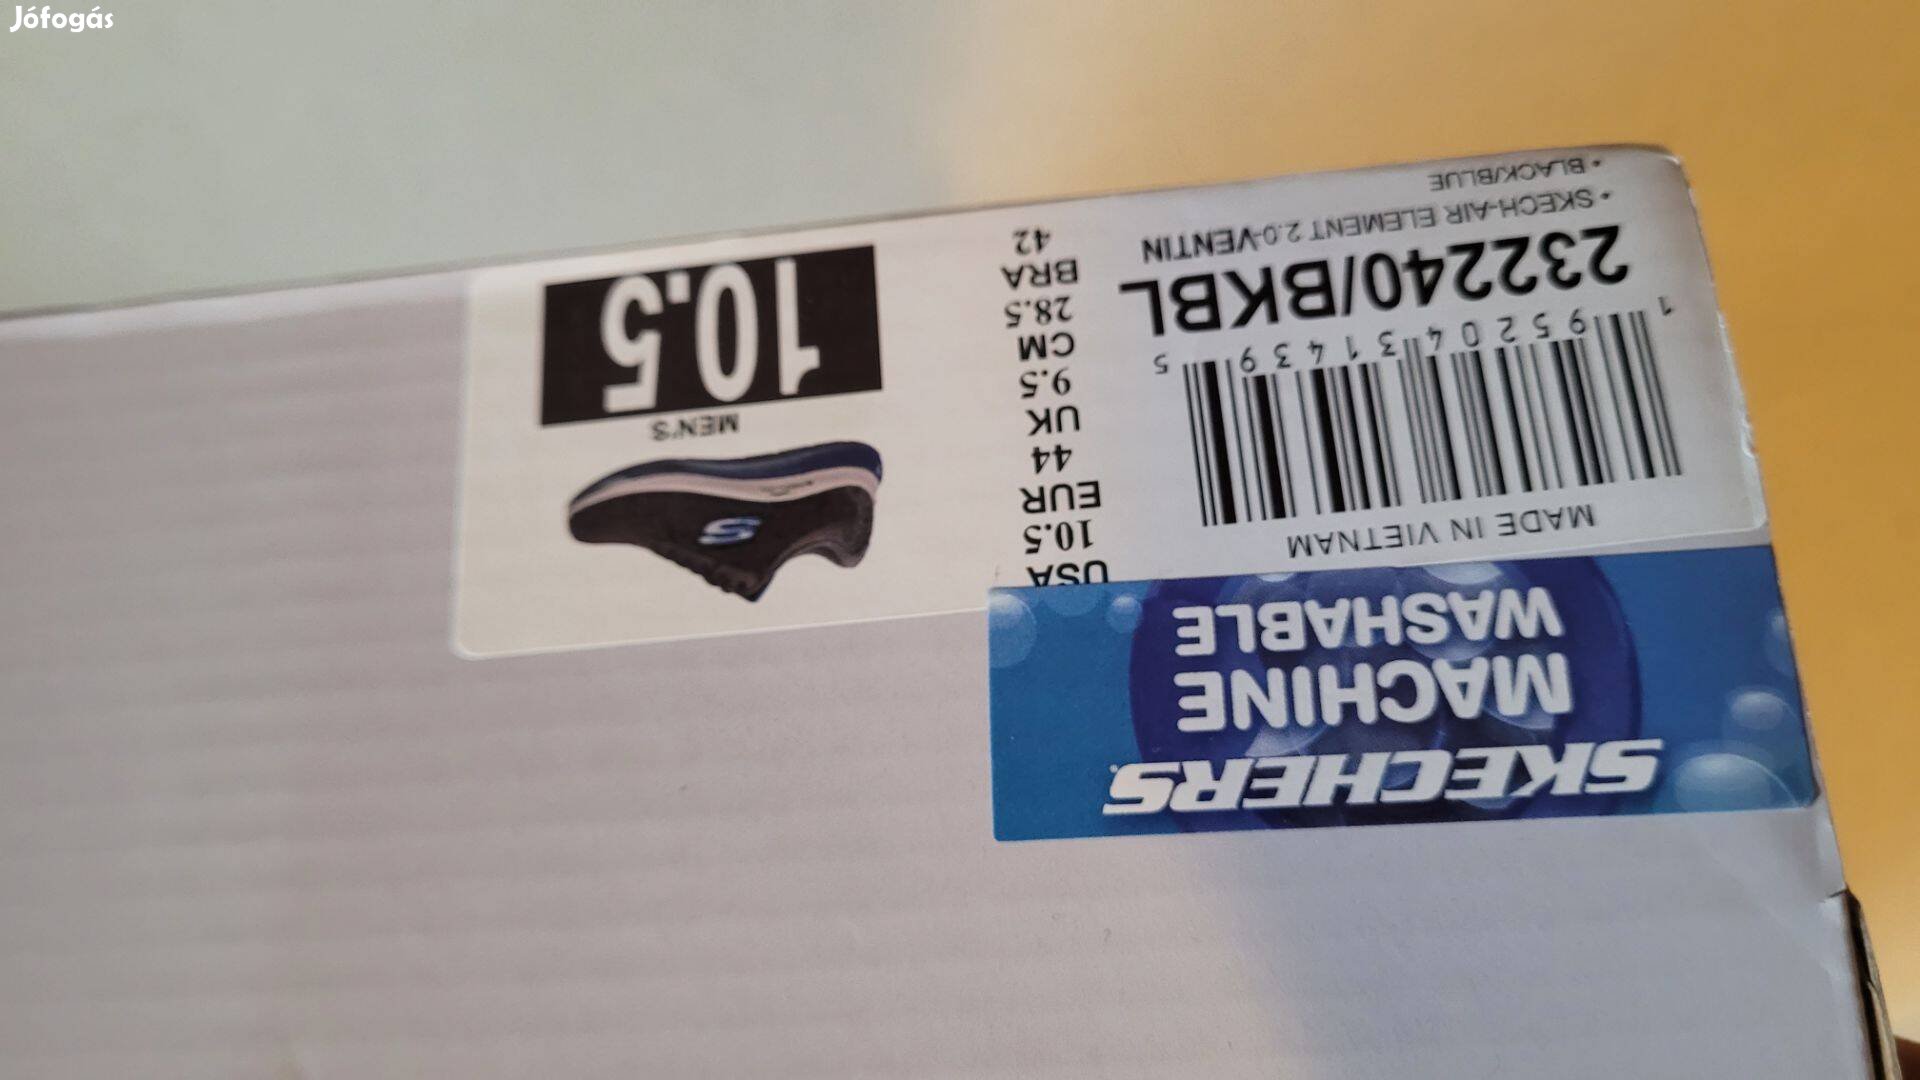 Jófogás
SKECHERS
MACHINE
WASHABLE
MADE IN VIETNAM
1 95204 31439 5
232240/BKBL
• SKECH-AIR ELEMENT 2.0-VENTIN
• BLACK/BLUE
USA
10.5
EUR
44
UK
9.5
CM
28.5
BRA
42
MEN'S
10.5